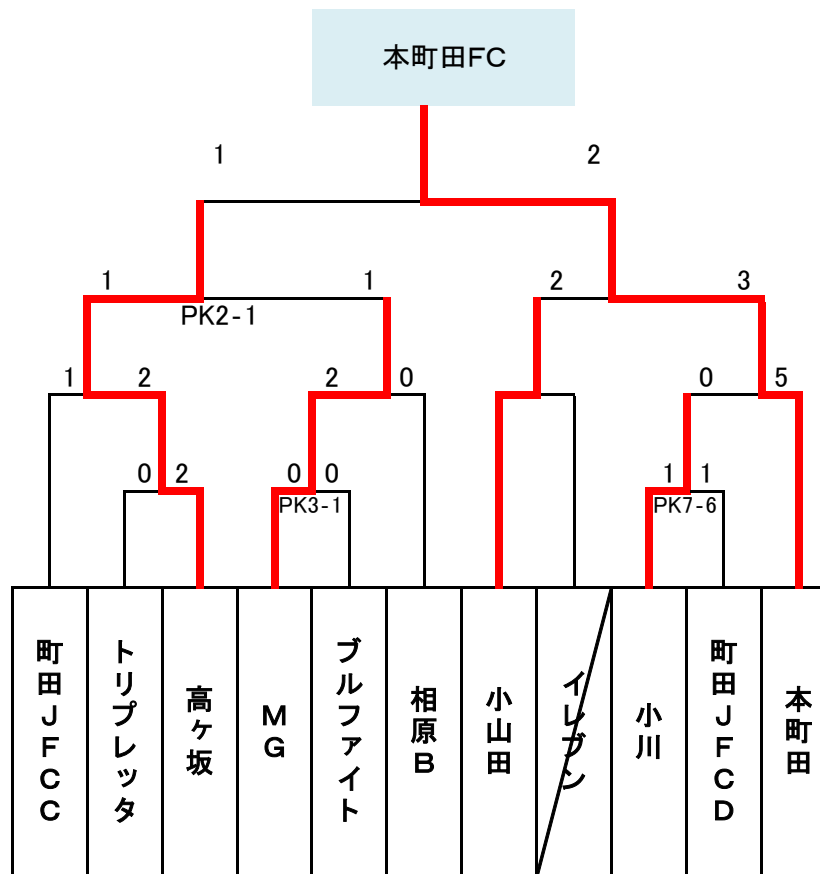 本町田FC
1 2
1 1 2 3
PK2-1
1 2 2 0 0 5
0 2 0 0 1 1
PK3-1 PK7-6
町田JFCC
トリプレッタ
高ヶ坂
MG
ブルファイト
相原B
小山田
イレブン
小川
町田JFCD
本町田